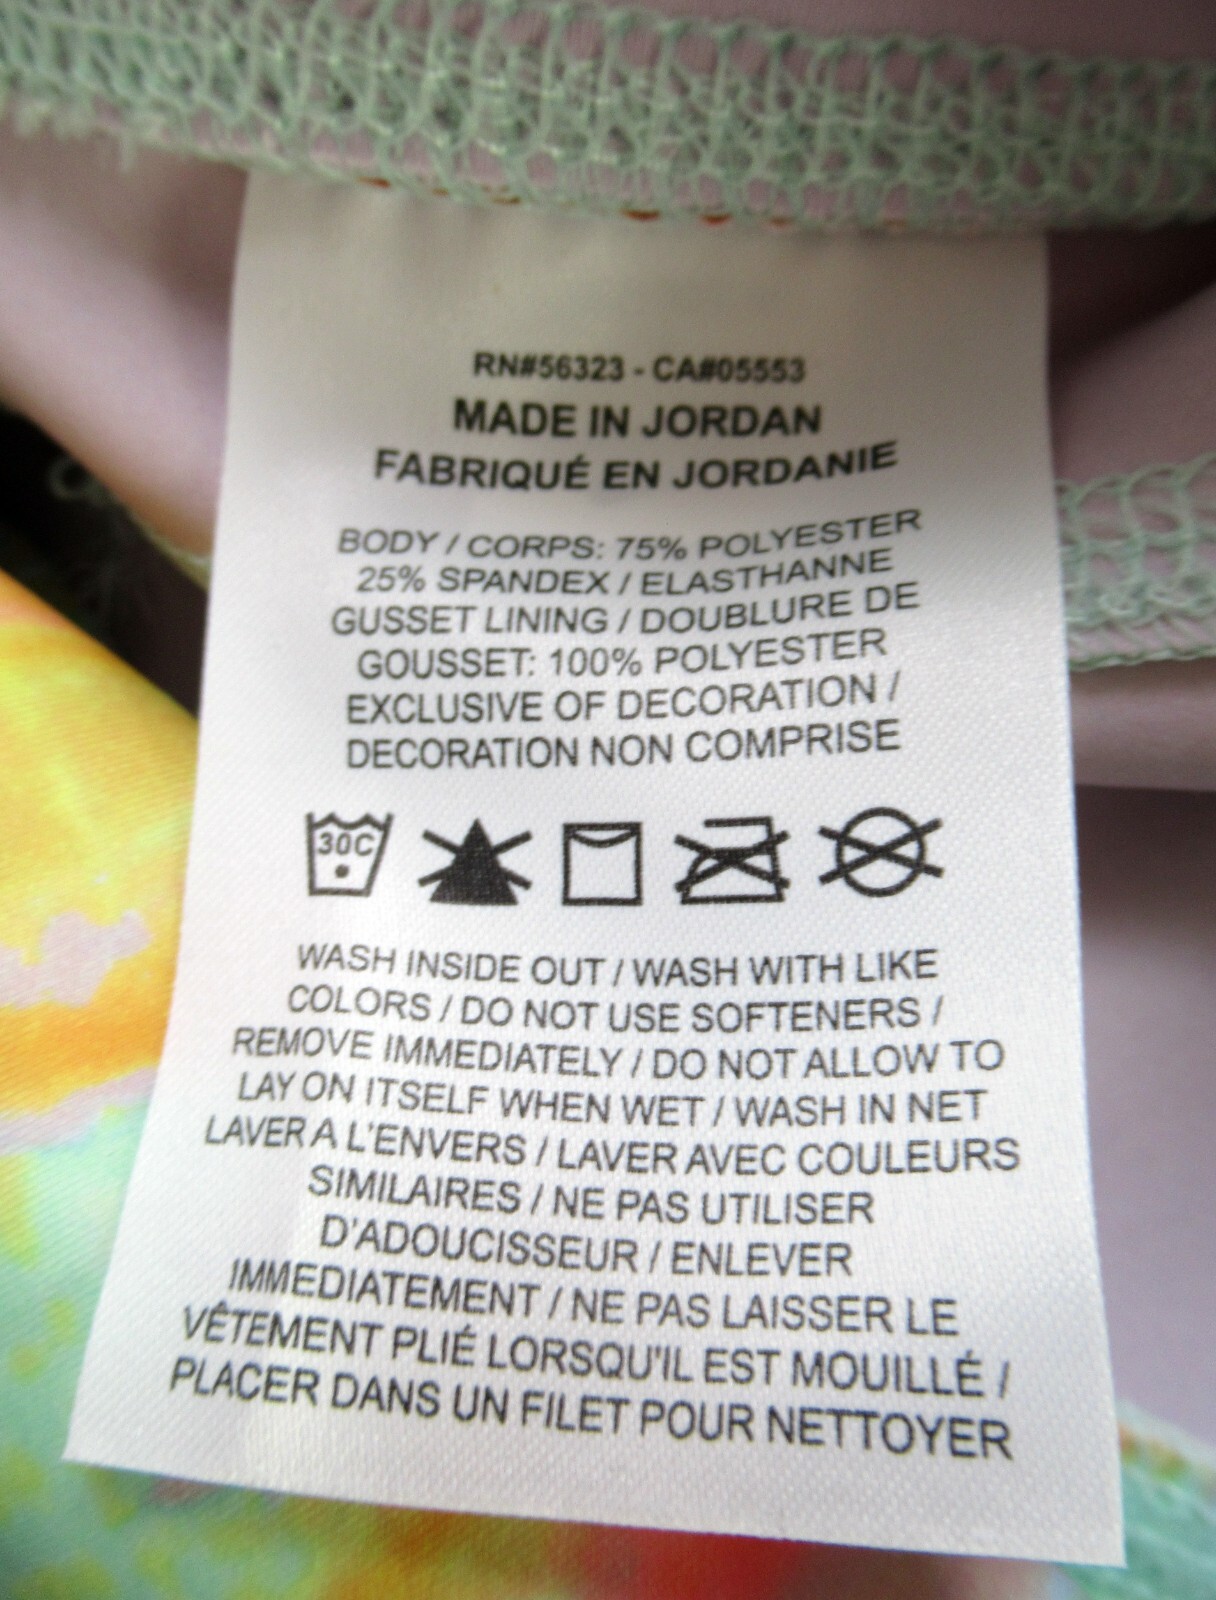 RN#56323 - CA#05553
MADE IN JORDAN
FABRIQUÉ EN JORDANIE
BODY / CORPS: 75% POLYESTER
25% SPANDEX / ELASTHANNE
GUSSET LINING / DOUBLURE DE
GOUSSET: 100% POLYESTER
EXCLUSIVE OF DECORATION /
DECORATION NON COMPRISE
30C
WASH INSIDE OUT / WASH WITH LIKE
COLORS / DO NOT USE SOFTENERS /
REMOVE IMMEDIATELY / DO NOT ALLOW TO
LAY ON ITSELF WHEN WET / WASH IN NET
LAVER A L'ENVERS / LAVER AVEC COULEURS
SIMILAIRES / NE PAS UTILISER
D'ADOUCISSEUR / ENLEVER
IMMEDIATEMENT / NE PAS LAISSER LE
VÊTEMENT PLIÉ LORSQU'IL EST MOUILLÉ /
PLACER DANS UN FILET POUR NETTOYER